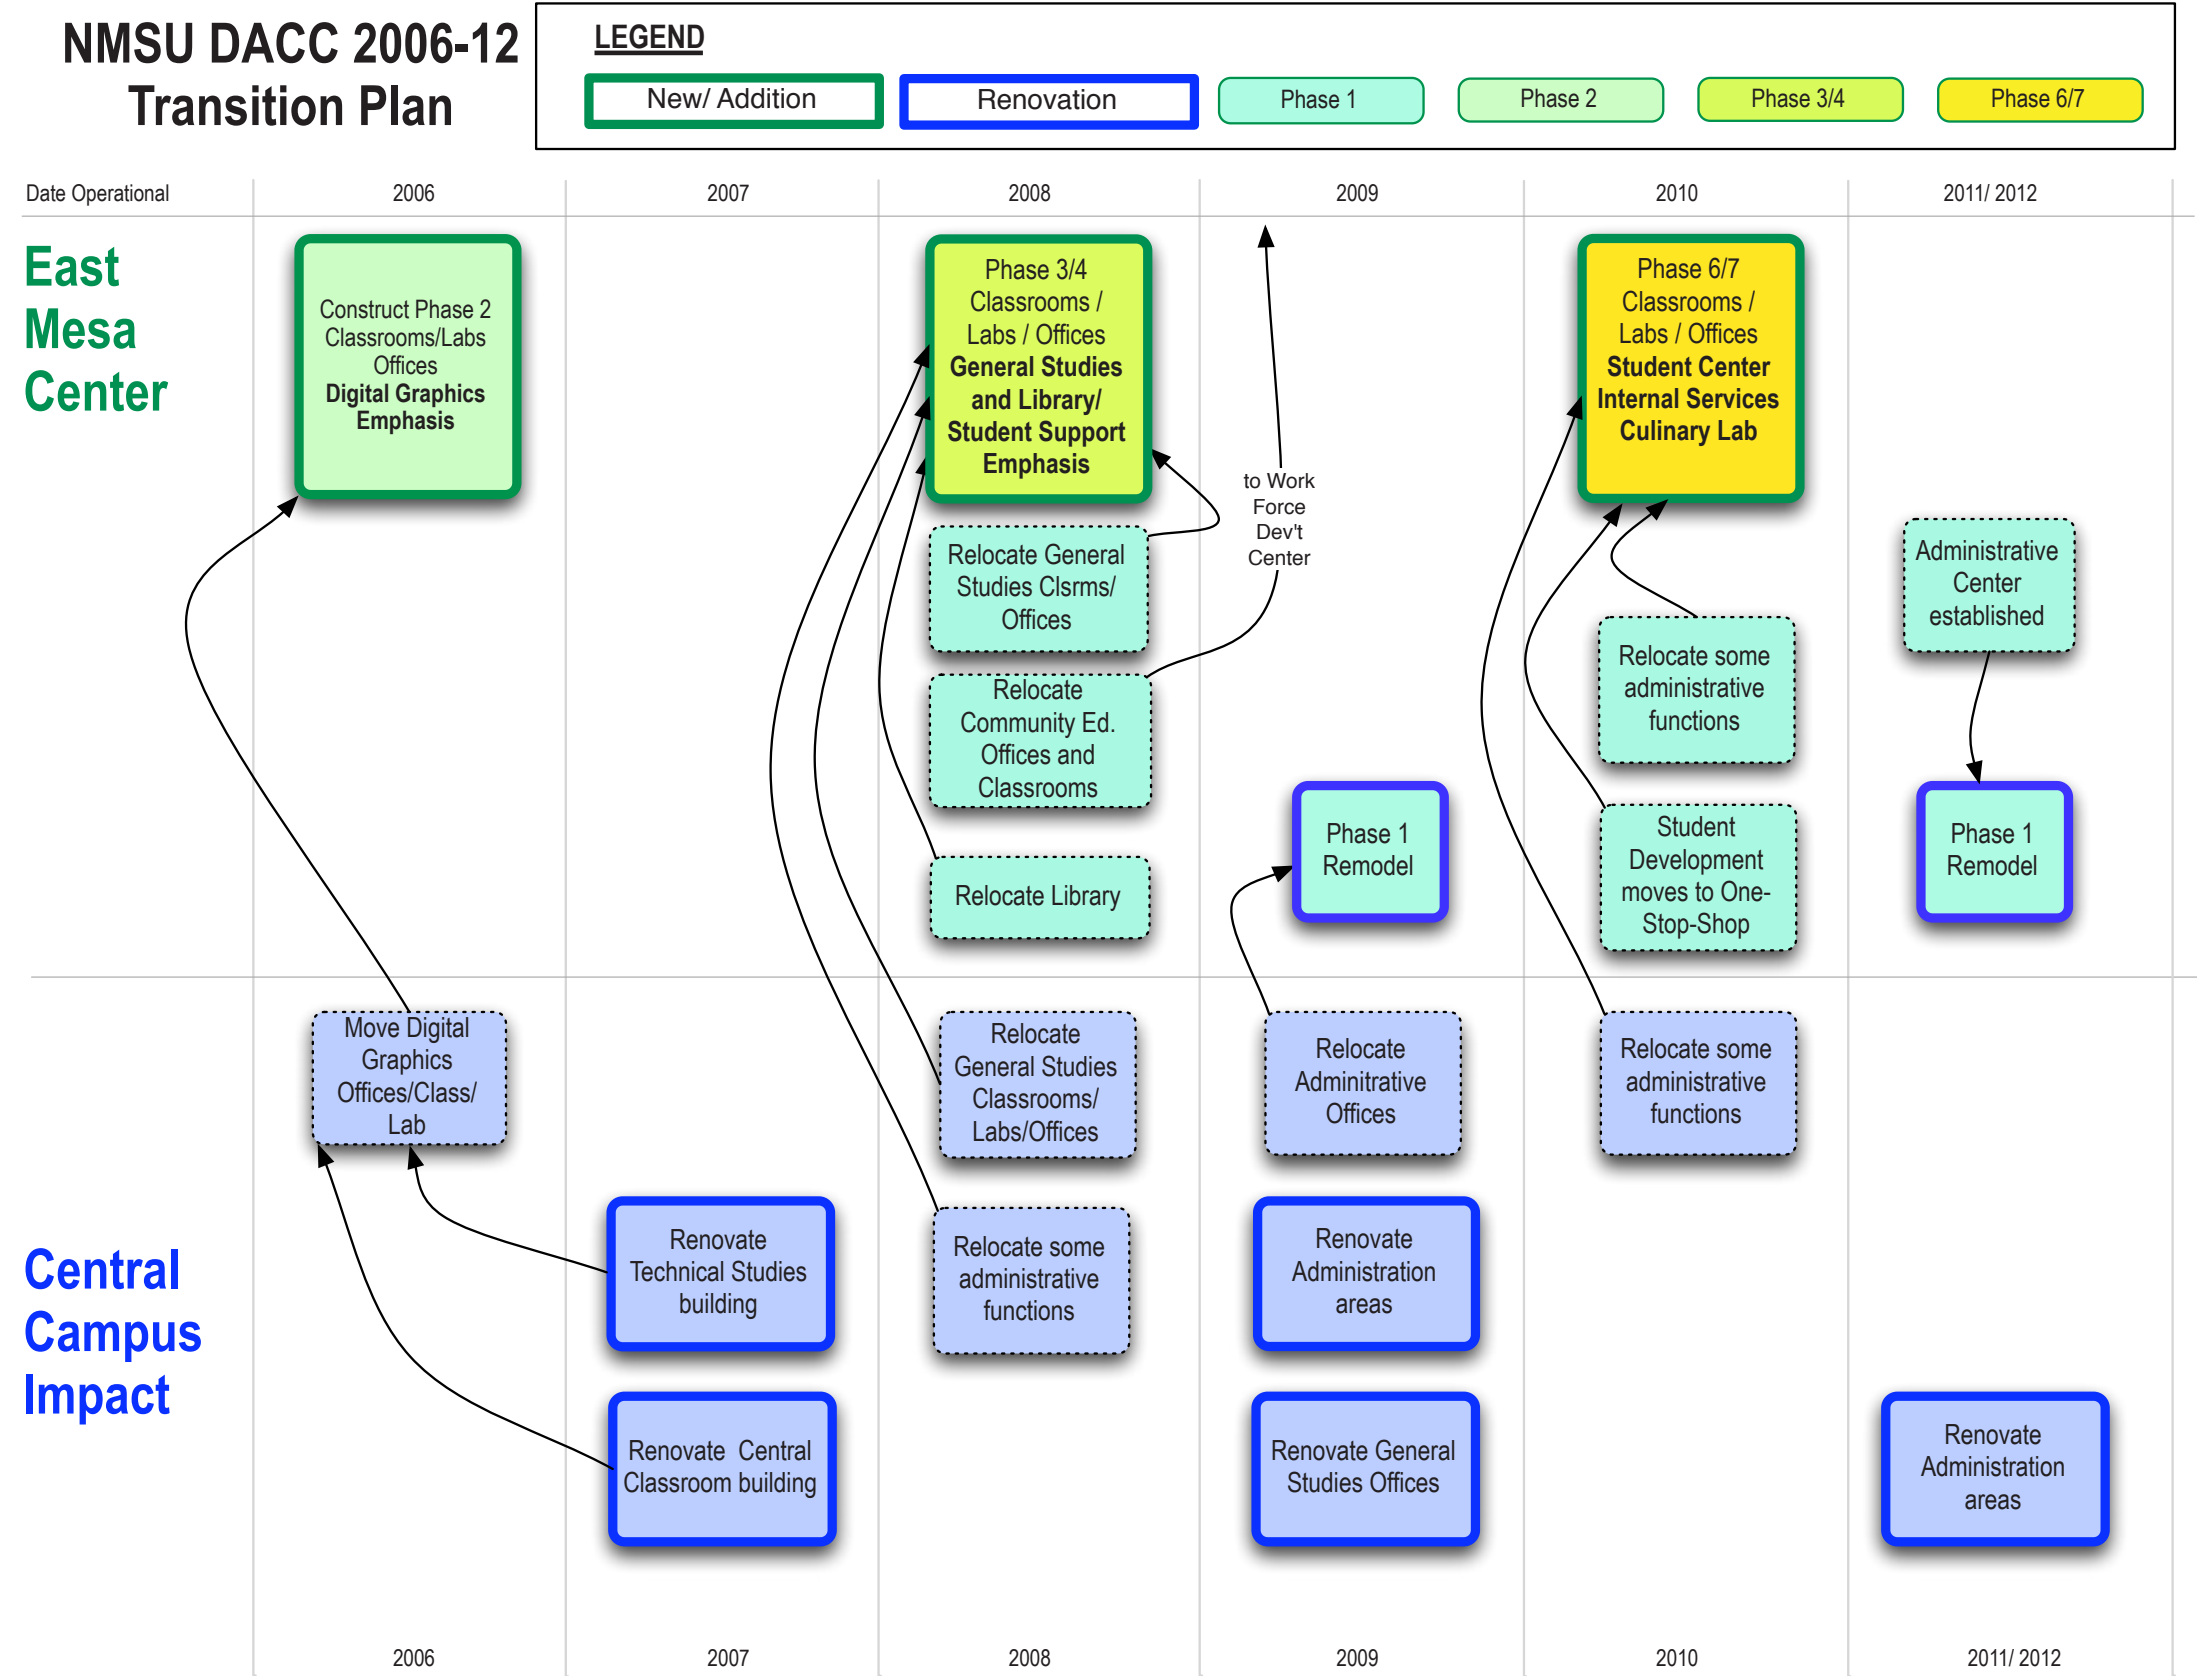 NMSU DACC 2006-12
Transition Plan
LEGEND
New/ Addition
Renovation
Phase 1
Phase 2
Phase 3/4
Phase 6/7
Date Operational
2006
2007
2008
2009
2010
2011/ 2012
East
Mesa
Center
Construct Phase 2
Classrooms/Labs
Offices
Digital Graphics
Emphasis
Phase 3/4
Classrooms /
Labs / Offices
General Studies
and Library/
Student Support
Emphasis
Relocate General
Studies Clsrms/
Offices
Relocate
Community Ed.
Offices and
Classrooms
Relocate Library
to Work
Force
Dev't
Center
Phase 1
Remodel
Phase 6/7
Classrooms /
Labs / Offices
Student Center
Internal Services
Culinary Lab
Relocate some
administrative
functions
Student
Development
moves to One-
Stop-Shop
Administrative
Center
established
Phase 1
Remodel
Central
Campus
Impact
Move Digital
Graphics
Offices/Class/
Lab
Renovate
Technical Studies
building
Renovate  Central
Classroom building
Relocate
General Studies
Classrooms/
Labs/Offices
Relocate some
administrative
functions
Relocate
Adminitrative
Offices
Renovate
Administration
areas
Renovate General
Studies Offices
Relocate some
administrative
functions
Renovate
Administration
areas
2006
2007
2008
2009
2010
2011/ 2012